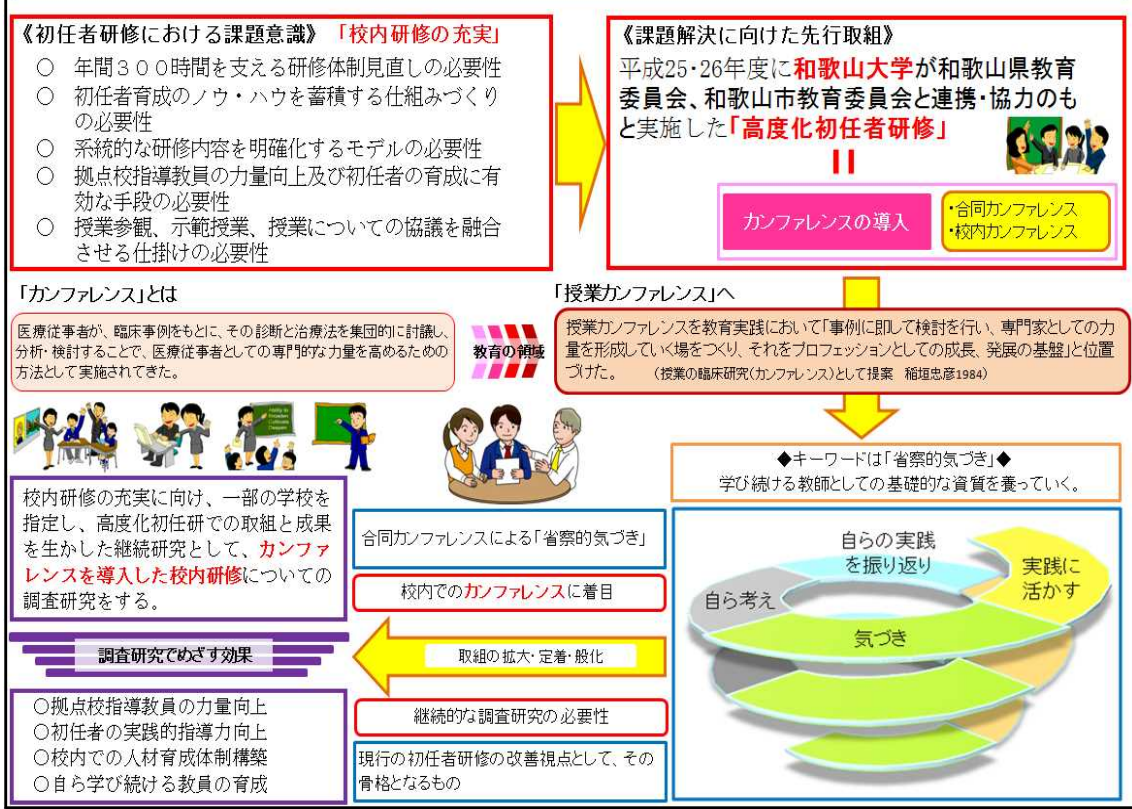 《初任者研修における課題意識》 「校内研修の充実」
○ 年間300時間を支える研修体制見直しの必要性
○ 初任者育成のノウ・ハウを蓄積する仕組みづくり
の必要性
○ 系統的な研修内容を明確化するモデルの必要性
○ 拠点校指導教員の力量向上及び初任者の育成に有
効な手段の必要性
○ 授業参観、示範授業、授業についての協議を融合
させる仕掛けの必要性
《課題解決に向けた先行取組》
平成25・26年度に和歌山大学が和歌山県教育
委員会、和歌山市教育委員会と連携・協力のも
と実施した「高度化初任者研修」
カンファレンスの導入
・合同カンファレンス
・校内カンファレンス
「カンファレンス」とは
医療従事者が、臨床事例をもとに、その診断と治療法を集団的に討議し、
分析・検討することで、医療従事者としての専門的な力量を高めるための
方法として実施されてきた。
教育の領域
「授業カンファレンス」へ
授業カンファレンスを教育実践において「事例に即して検討を行い、専門家としての力
量を形成していく場をつくり、それをプロフェッションとしての成長、発展の基盤」と位置
づけた。 (授業の臨床研究(カンファレンス)として提案 稲垣忠彦1984)
◆キーワードは「省察的気づき」◆
学び続ける教師としての基礎的な資質を養っていく。
校内研修の充実に向け、一部の学校を
指定し、高度化初任研での取組と成果
を生かした継続研究として、カンファ
レンスを導入した校内研修についての
調査研究をする。
合同カンファレンスによる「省察的気づき」
校内でのカンファレンスに着目
取組の拡大・定着・般化
継続的な調査研究の必要性
現行の初任者研修の改善視点として、その
骨格となるもの
調査研究でめざす効果
○拠点校指導教員の力量向上
○初任者の実践的指導力向上
○校内での人材育成体制構築
○自ら学び続ける教員の育成
自らの実践
を振り返り
実践に
活かす
自ら考え
気づき